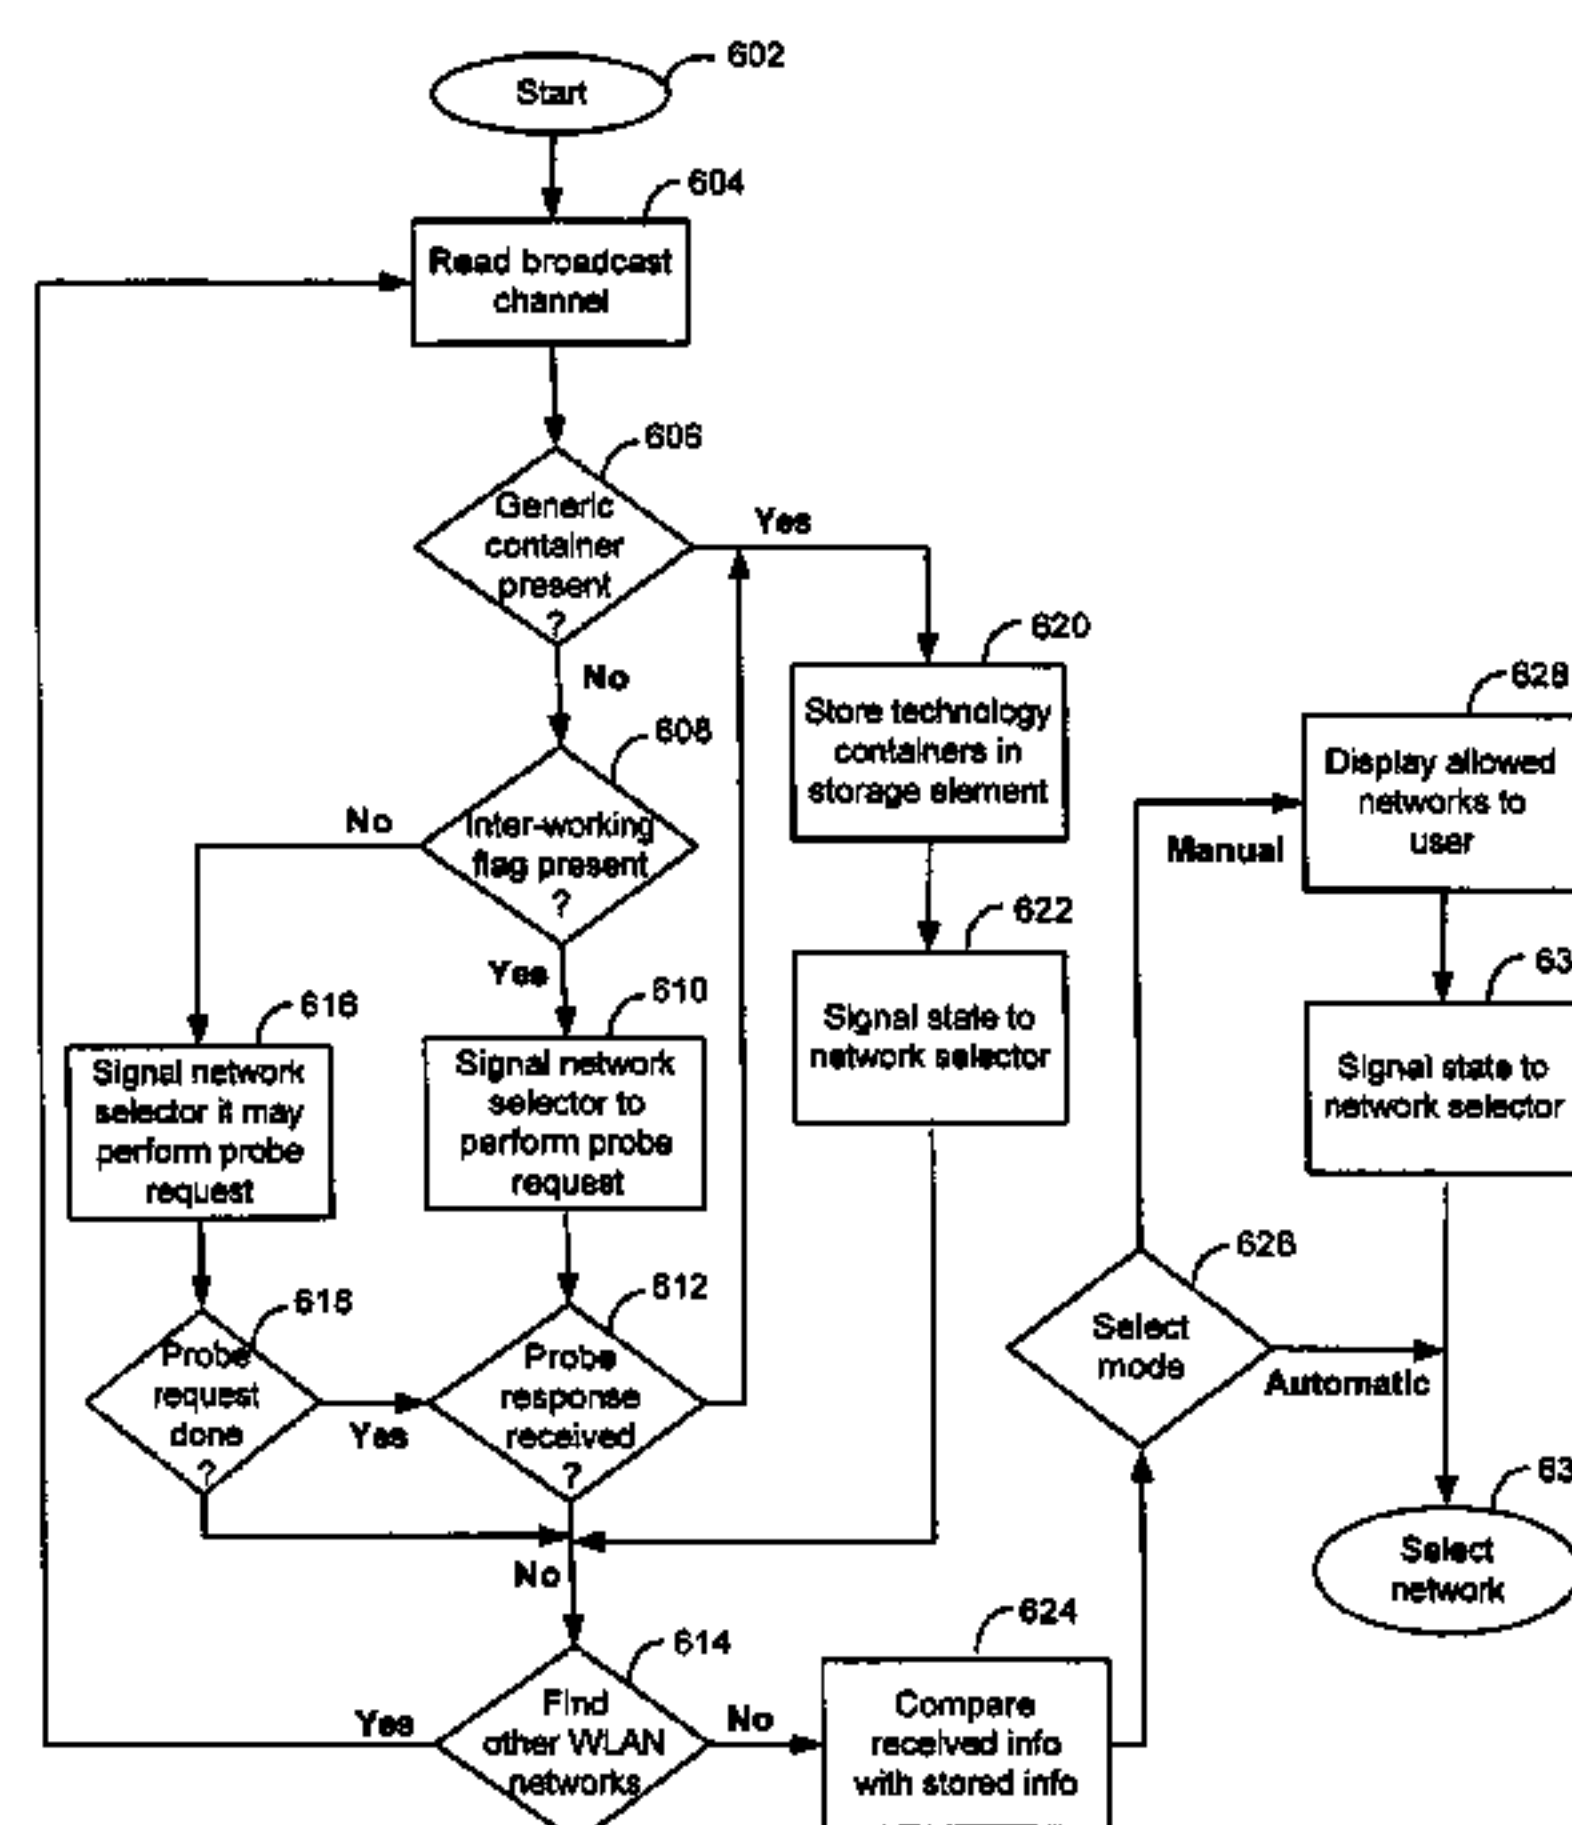 602
Start
604
Read broadcast
channel
606
Generic
container
present
?
Yes
No
620
Store technology
containers in
storage element
608
Inter-working
flag present
?
No
Yes
622
Signal state to
network selector
628
Display allowed
networks to
user
Manual
63
Signal state to
network selector
616
Signal network
selector it may
perform probe
request
610
Signal network
selector to
perform probe
request
618
Probe
request
done
?
Yes
612
Probe
response
received
?
No
626
Select
mode
Automatic
63
Select
network
614
Find
other WLAN
networks
Yes
No
624
Compare
received info
with stored info